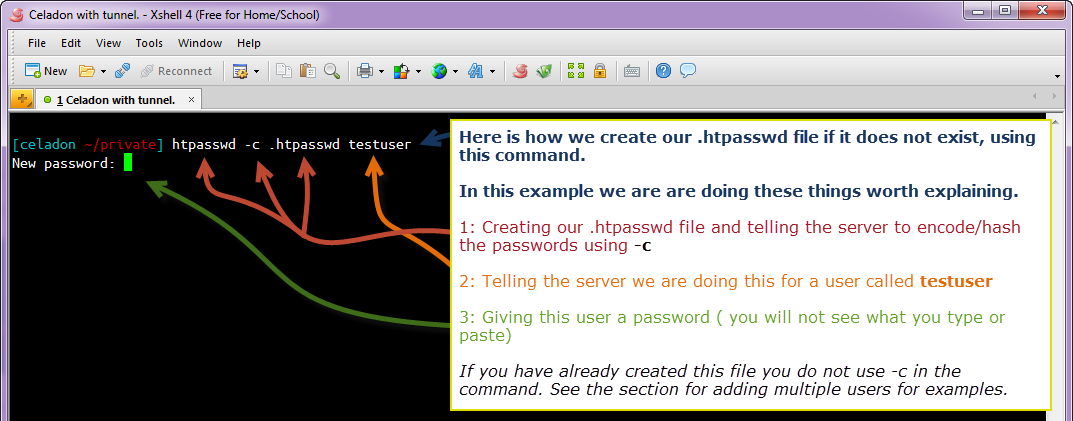 Celadon with tunnel. - Xshell 4 (Free for Home/School)
File Edit View Tools Window Help
New Reconnect
1 Celadon with tunnel.
[celadon ~/private] htpasswd -c .htpasswd testuser
New password:
Here is how we create our .htpasswd file if it does not exist, using
this command.
In this example we are are doing these things worth explaining.
1: Creating our .htpasswd file and telling the server to encode/hash
the passwords using -c
2: Telling the server we are doing this for a user called testuser
3: Giving this user a password ( you will not see what you type or
paste)
If you have already created this file you do not use -c in the
command. See the section for adding multiple users for examples.